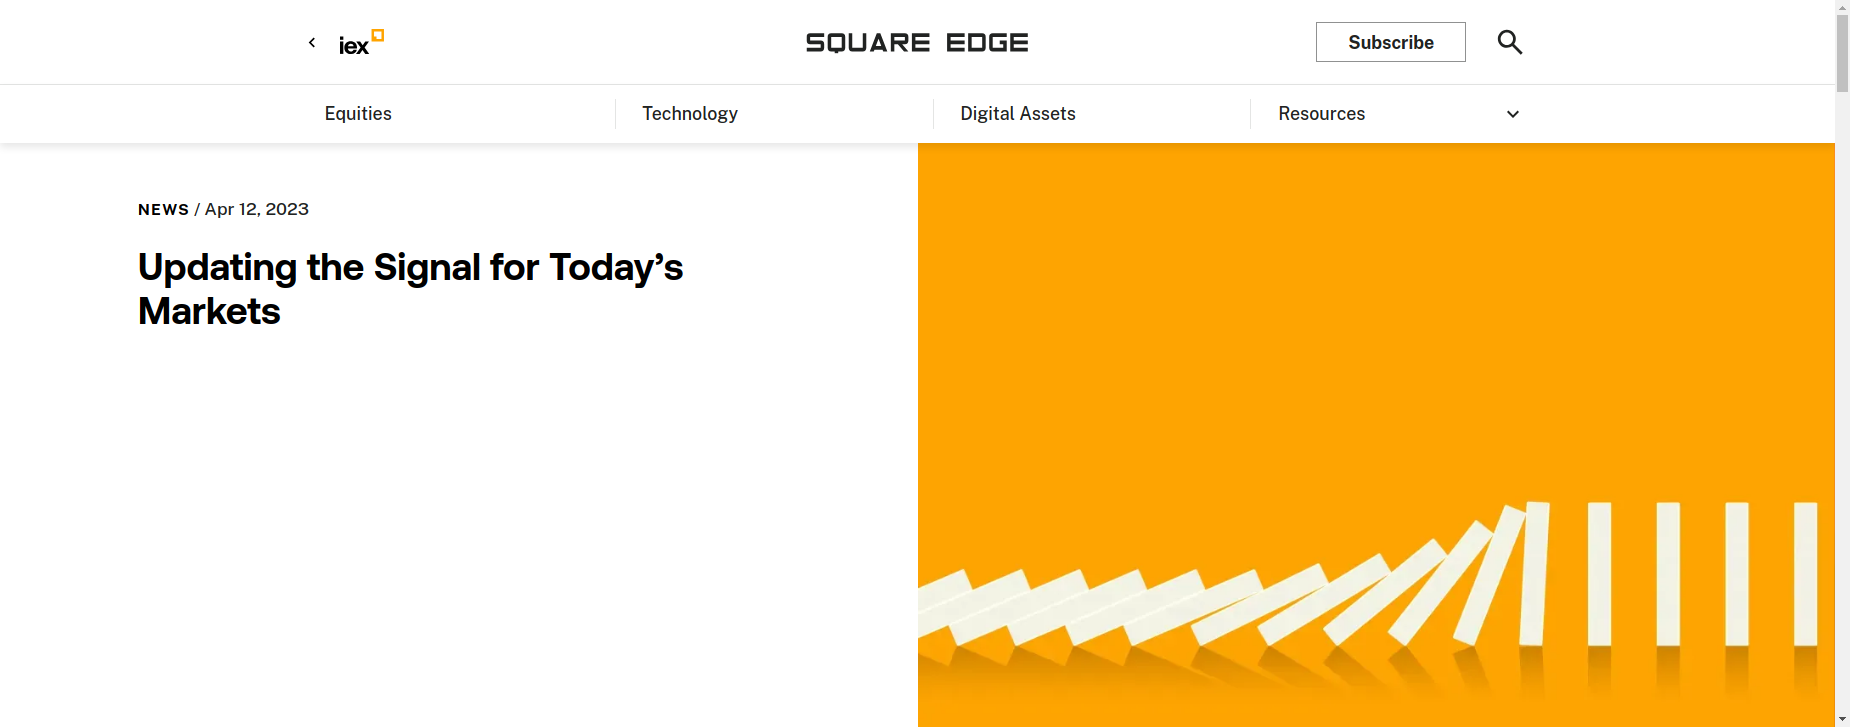 iex
SQUARE EDGE
Subscribe
Equities
Technology
Digital Assets
Resources
NEWS / Apr 12, 2023
Updating the Signal for Today’s
Markets